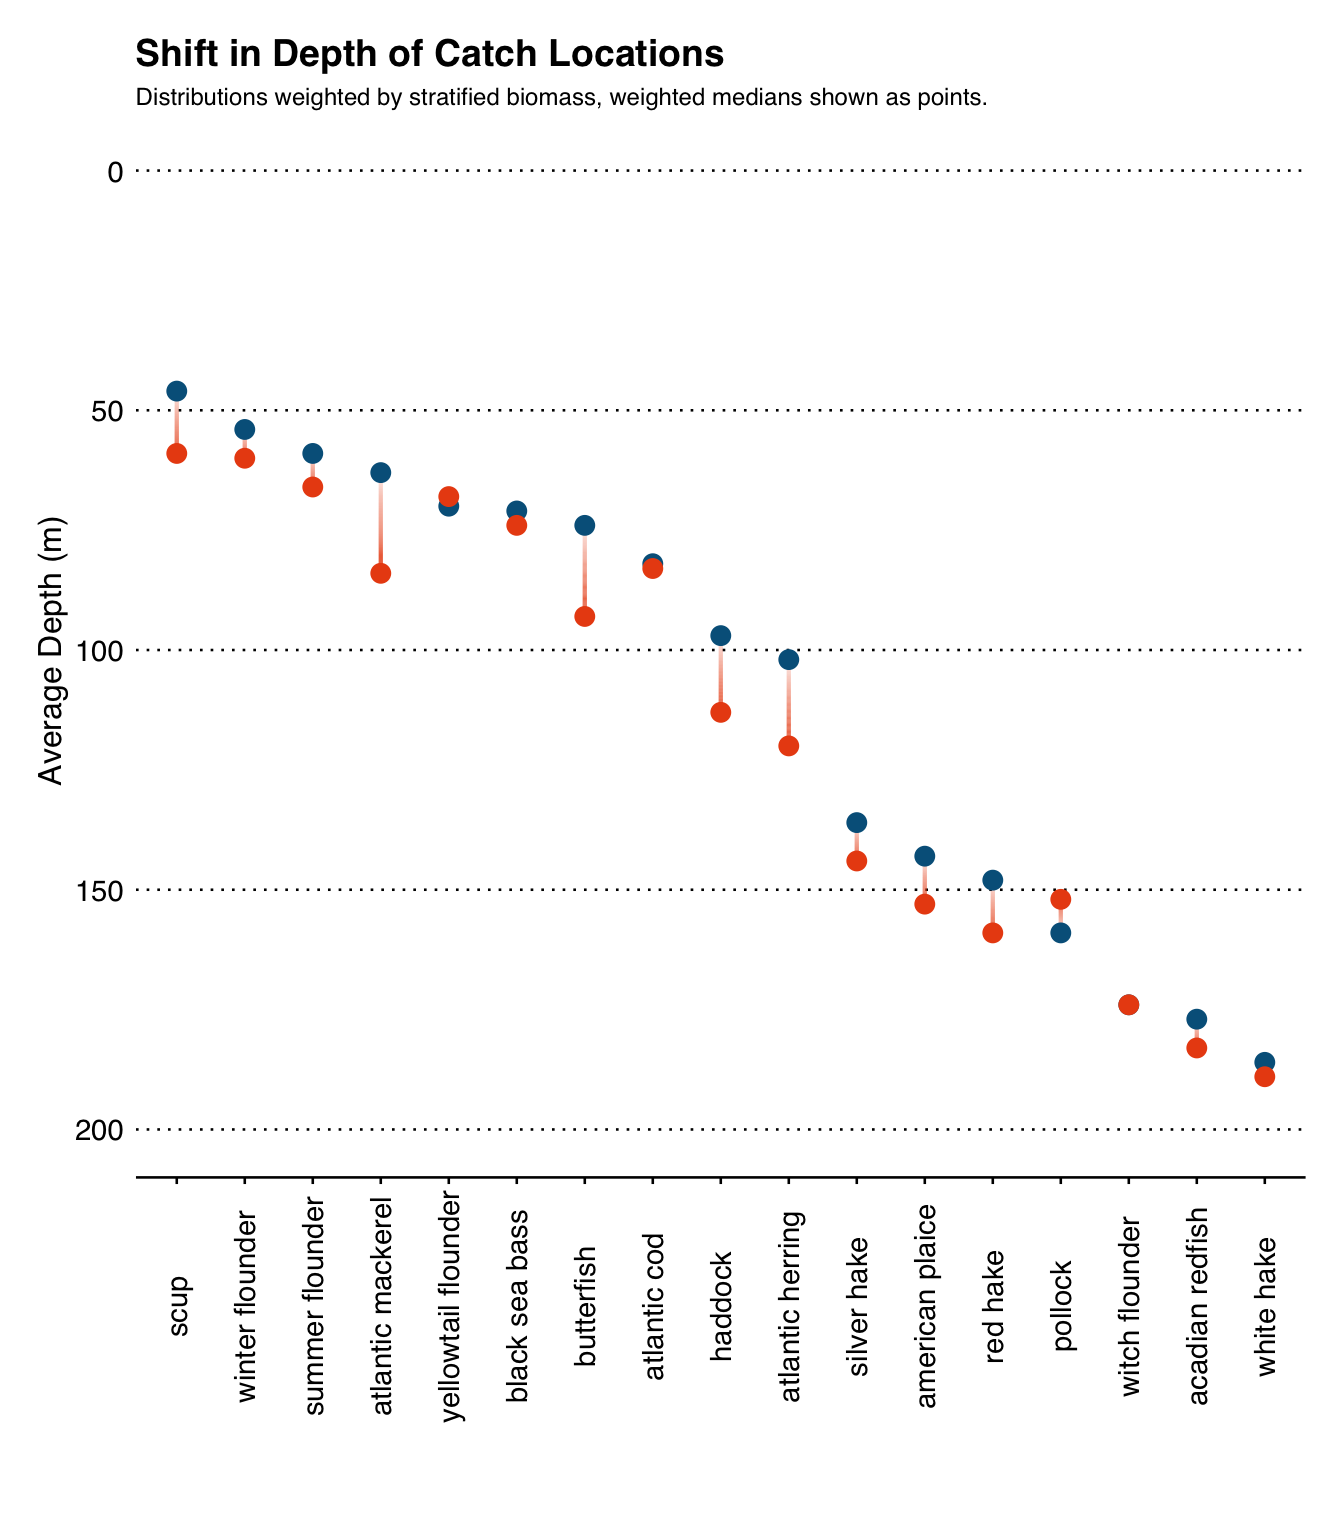 Shift in Depth of Catch Locations
Distributions weighted by stratified biomass, weighted medians shown as points.
0
50
100
150
200
Average Depth (m)
scup
winter flounder
summer flounder
atlantic mackerel
yellowtail flounder
black sea bass
butterfish
atlantic cod
haddock
atlantic herring
silver hake
american plaice
red hake
pollock
witch flounder
acadian redfish
white hake